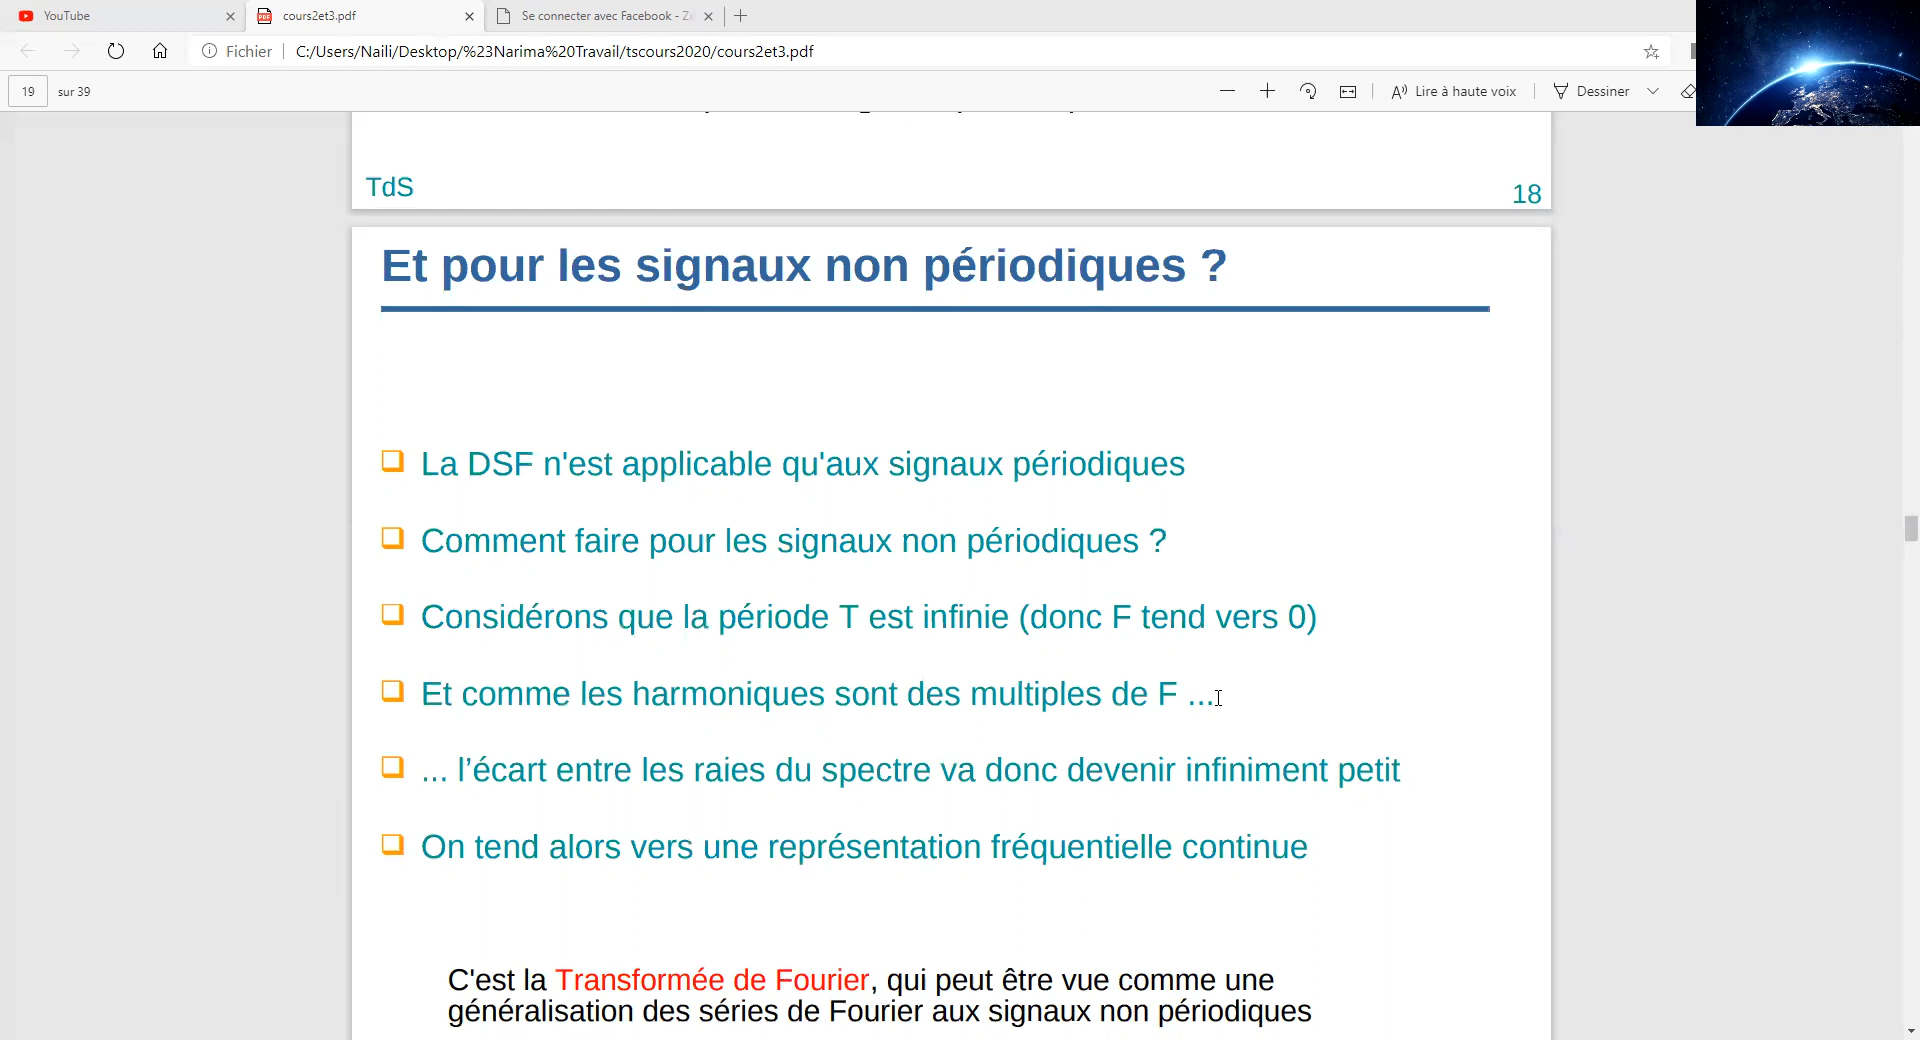 YouTube
cours2et3.pdf
Se connecter avec Facebook - Ze
Fichier C:/Users/Naili/Desktop/%23Narima%20Travail/tscours2020/cours2et3.pdf
19 sur 39
Lire à haute voix
Dessiner
TdS
18
Et pour les signaux non périodiques ?
La DSF n'est applicable qu'aux signaux périodiques
Comment faire pour les signaux non périodiques ?
Considérons que la période T est infinie (donc F tend vers 0)
Et comme les harmoniques sont des multiples de F ...
... l’écart entre les raies du spectre va donc devenir infiniment petit
On tend alors vers une représentation fréquentielle continue
C'est la Transformée de Fourier, qui peut être vue comme une
généralisation des séries de Fourier aux signaux non périodiques